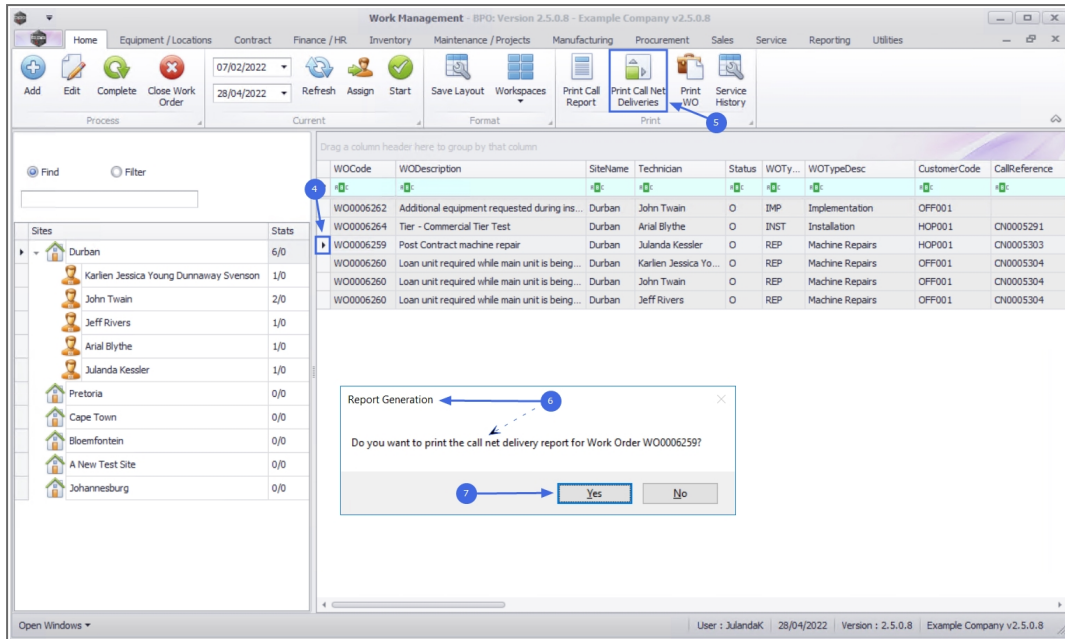 Work Management - BPO: Version 2.5.0.8 - Example Company v2.5.0.8
Home Equipment / Locations Contract Finance / HR Inventory Maintenance / Projects Manufacturing Procurement Sales Service Reporting Utilities
07/02/2022
28/04/2022
Add Edit Complete Close Work Order Refresh Assign Start Save Layout Workspaces Print Call Report Print Call Net Deliveries Print WO Service History
Process Current Format Print
5
Drag a column header here to group by that column
Find Filter
WOCode WODescription SiteName Technician Status WOTy... WOTypeDesc CustomerCode CallReference
4
WO0006262 Additional equipment requested during ins... Durban John Twain O IMP Implementation OFF001
WO0006264 Tier - Commercial Tier Test Durban Arial Blythe O INST Installation HOP001 CN0005291
WO0006259 Post Contract machine repair Durban Julanda Kessler O REP Machine Repairs HOP001 CN0005303
WO0006260 Loan unit required while main unit is being... Durban Karlien Jessica Yo... O REP Machine Repairs OFF001 CN0005304
WO0006260 Loan unit required while main unit is being... Durban John Twain O REP Machine Repairs OFF001 CN0005304
WO0006260 Loan unit required while main unit is being... Durban Jeff Rivers O REP Machine Repairs OFF001 CN0005304
Sites Stats
Durban 6/0
Karlien Jessica Young Dunnaway Svenson 1/0
John Twain 2/0
Jeff Rivers 1/0
Arial Blythe 1/0
Julanda Kessler 1/0
Pretoria 0/0
Cape Town 0/0
Bloemfontein 0/0
A New Test Site 0/0
Johannesburg 0/0
Report Generation 6
Do you want to print the call net delivery report for Work Order WO0006259?
7 Yes No
Open Windows User : JulandaK 28/04/2022 Version : 2.5.0.8 Example Company v2.5.0.8